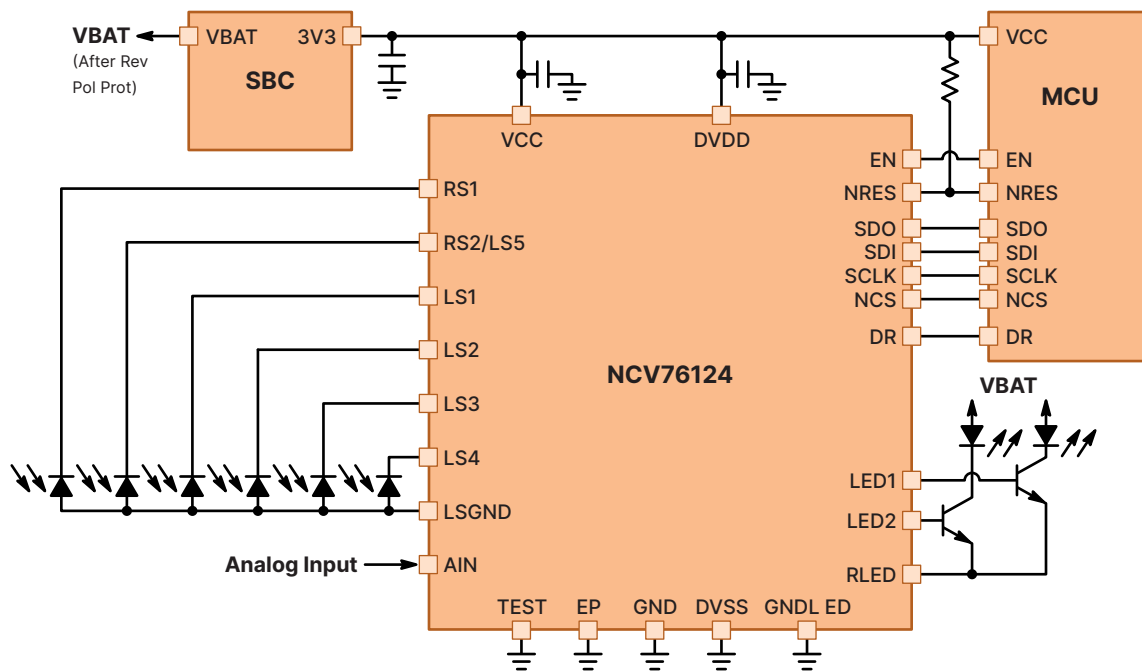 VBAT
(After Rev
Pol Prot)
VBAT
3V3
SBC
VCC
MCU
EN
NRES
SDO
SDI
SCLK
NCS
DR
VCC
DVDD
RS1
RS2/LS5
LS1
LS2
LS3
LS4
LSGND
AIN
Analog Input
NCV76124
EN
NRES
SDO
SDI
SCLK
NCS
DR
VBAT
LED1
LED2
RLED
TEST
EP
GND
DVSS
GNDL ED